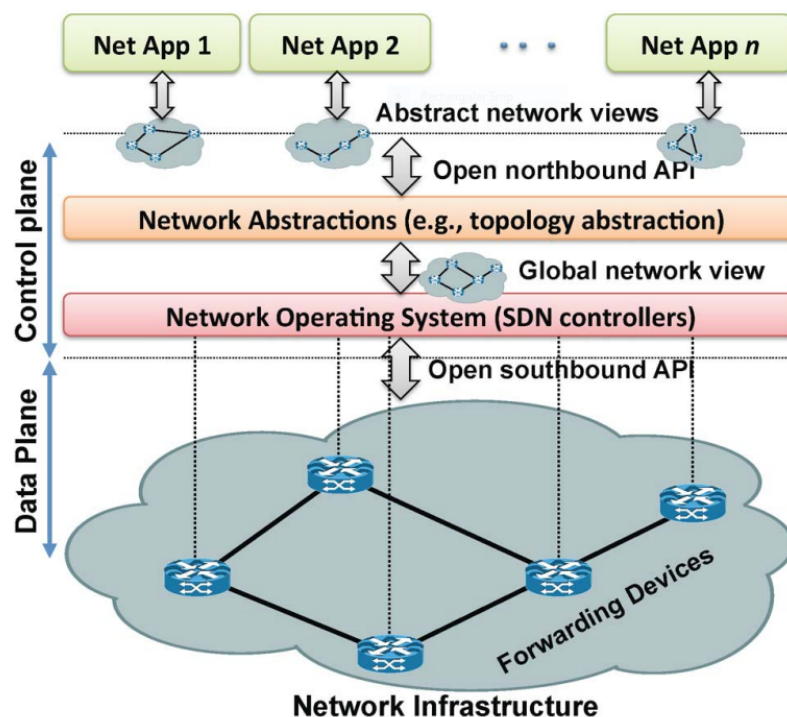 Net App 1
Net App 2
Net App n
Abstract network views
Open northbound API
Network Abstractions (e.g., topology abstraction)
Global network view
Network Operating System (SDN controllers)
Open southbound API
Control plane
Data Plane
Forwarding Devices
Network Infrastructure